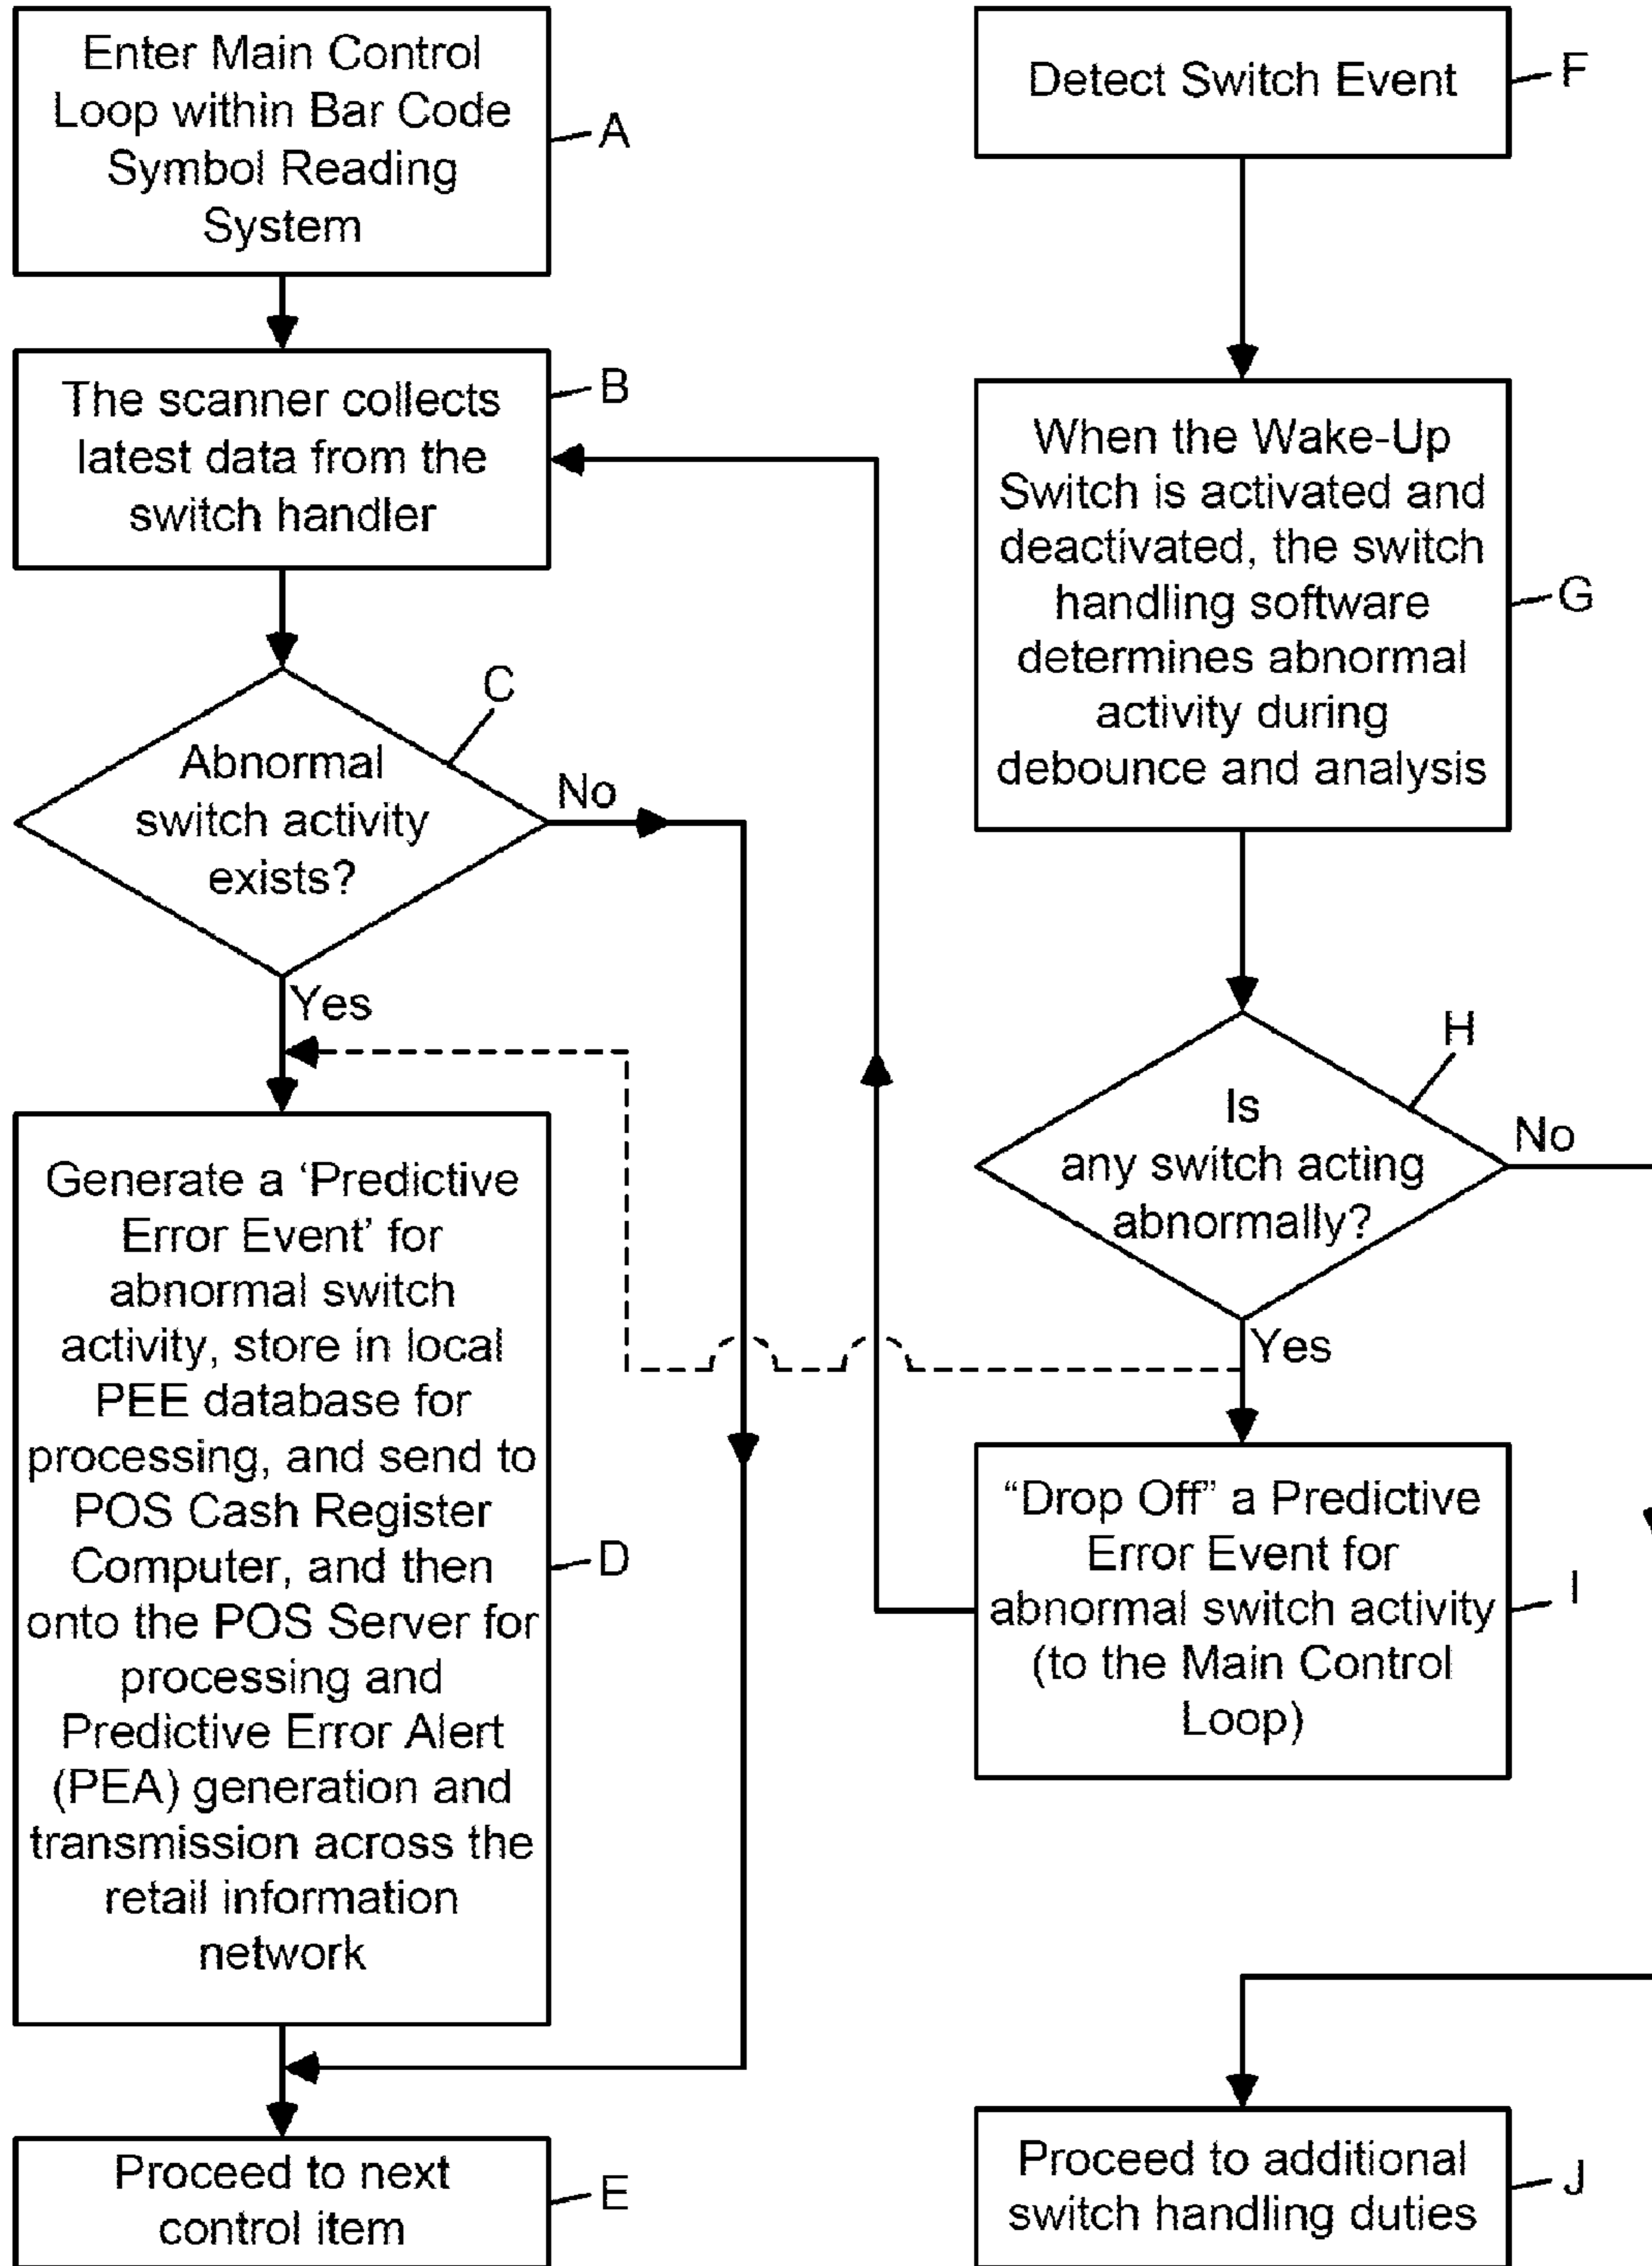 Enter Main Control
Loop within Bar Code
Symbol Reading
System
A
The scanner collects
latest data from the
switch handler
B
C
Abnormal
switch activity
exists?
No
Yes
Generate a ‘Predictive
Error Event’ for
abnormal switch
activity, store in local
PEE database for
processing, and send to
POS Cash Register
Computer, and then
onto the POS Server for
processing and
Predictive Error Alert
(PEA) generation and
transmission across the
retail information
network
D
Proceed to next
control item
E
Detect Switch Event
F
When the Wake-Up
Switch is activated and
deactivated, the switch
handling software
determines abnormal
activity during
debounce and analysis
G
H
Is
any switch acting
abnormally?
No
Yes
“Drop Off” a Predictive
Error Event for
abnormal switch activity
(to the Main Control
Loop)
I
Proceed to additional
switch handling duties
J